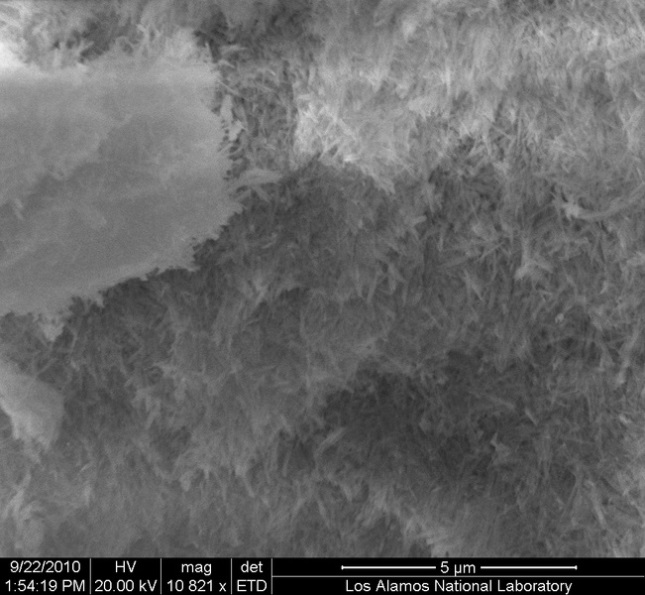 9/22/2010 HV mag det 5 µm
1:54:19 PM 20.00 kV 10 821 x ETD Los Alamos National Laboratory